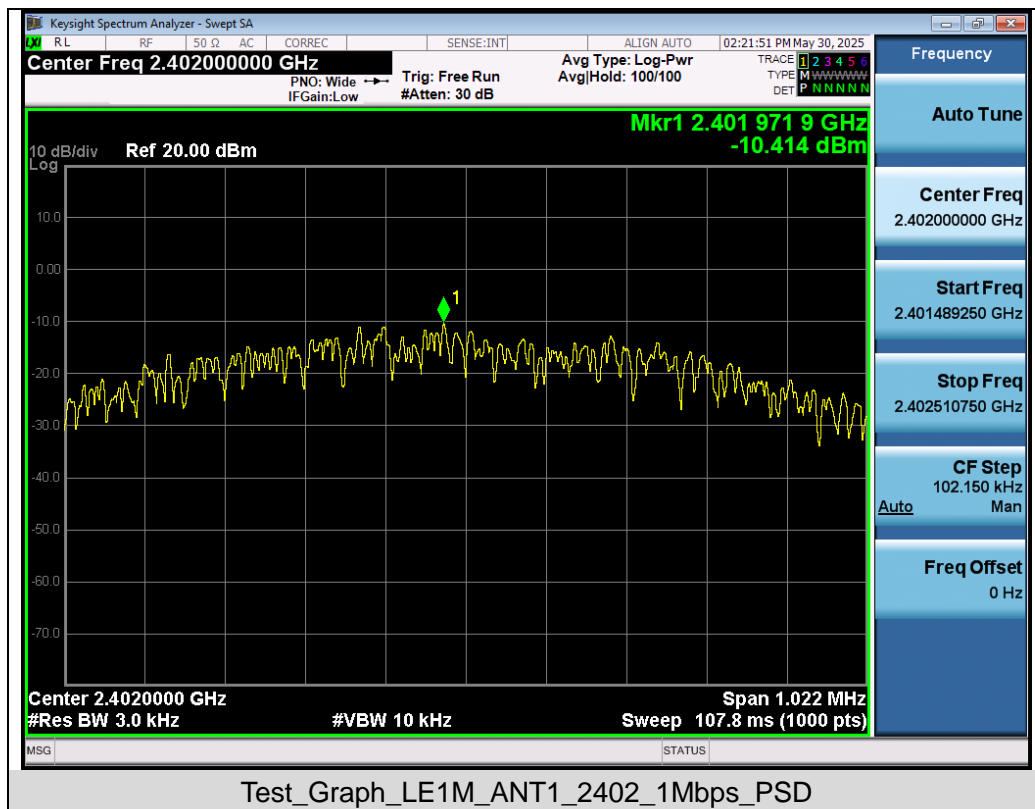 Keysight Spectrum Analyzer - Swept SA
LXI RL RF 50 Ω AC CORREC SENSE:INT ALIGN AUTO 02:21:51 PM May 30, 2025
Center Freq 2.402000000 GHz
PNO: Wide
IFGain:Low
Trig: Free Run
#Atten: 30 dB
Avg Type: Log-Pwr
Avg|Hold: 100/100
TRACE 1 2 3 4 5 6
TYPE M WWWWW
DET P N N N N N
Mkr1 2.401 971 9 GHz
-10.414 dBm
10 dB/div Ref 20.00 dBm
Log
10.0
0.00
-10.0
-20.0
-30.0
-40.0
-50.0
-60.0
-70.0
1
Center 2.4020000 GHz Span 1.022 MHz
#Res BW 3.0 kHz #VBW 10 kHz Sweep 107.8 ms (1000 pts)
MSG STATUS
Frequency
Auto Tune
Center Freq
2.402000000 GHz
Start Freq
2.401489250 GHz
Stop Freq
2.402510750 GHz
CF Step
102.150 kHz
Auto Man
Freq Offset
0 Hz
Test_Graph_LE1M_ANT1_2402_1Mbps_PSD